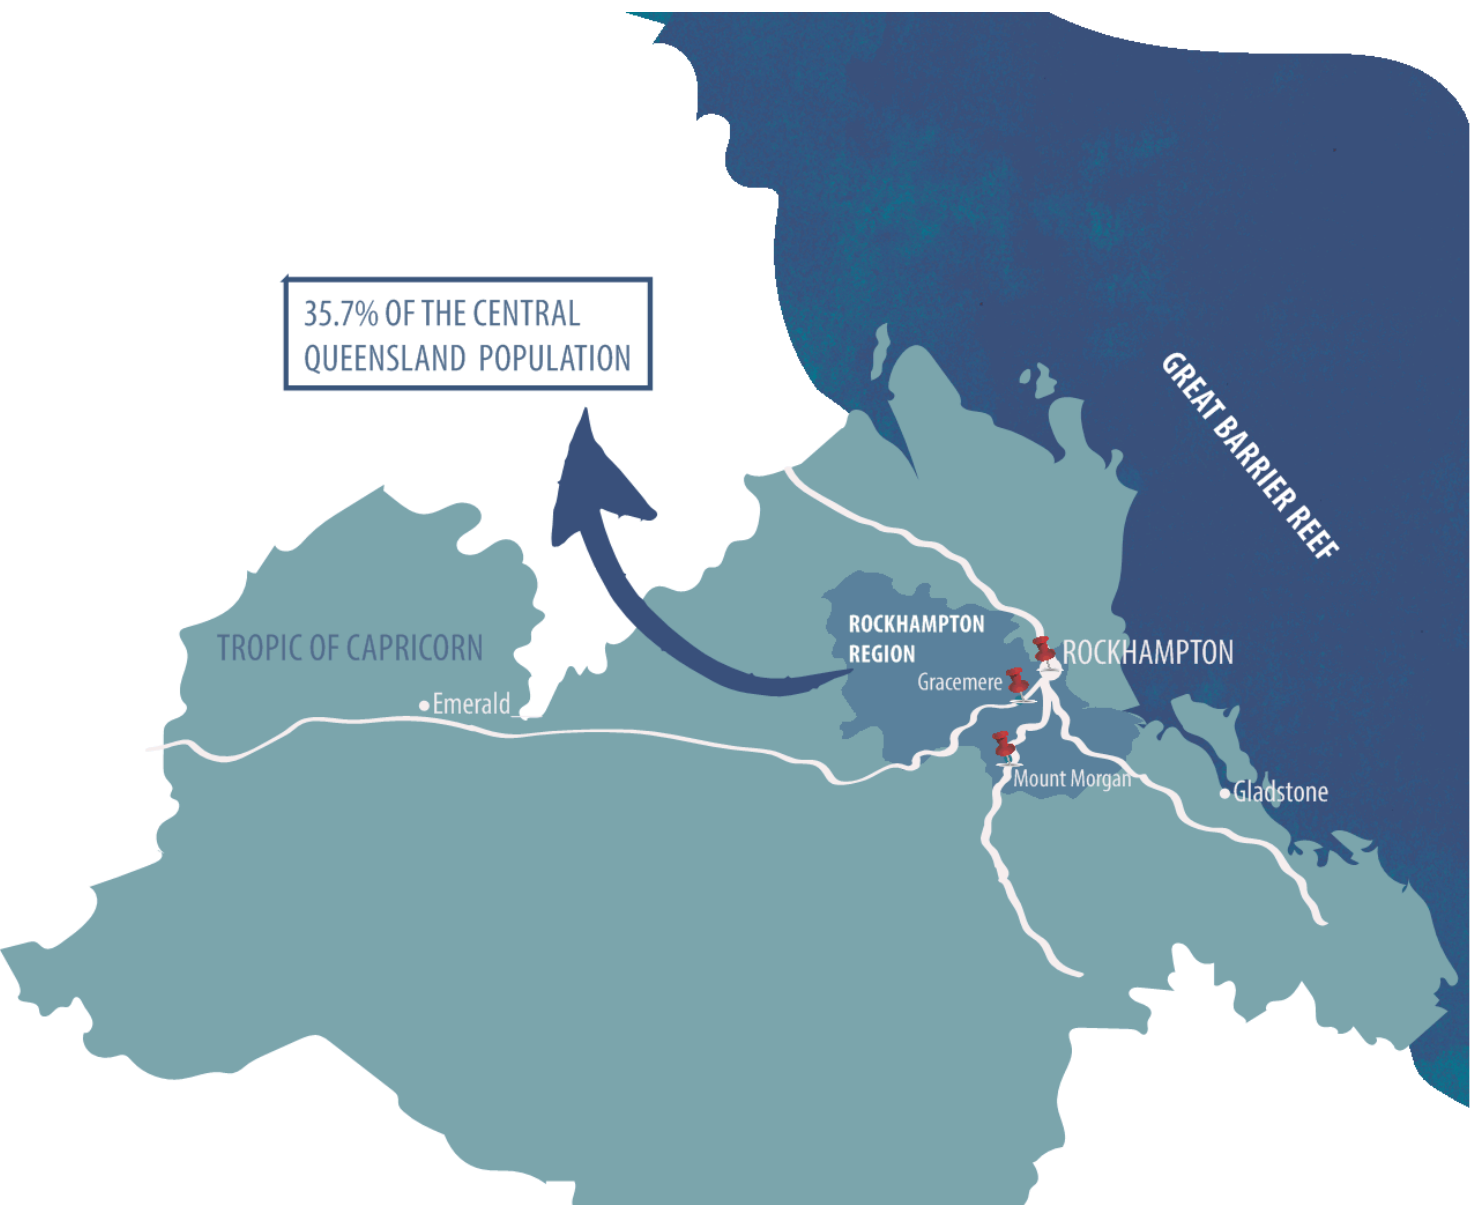 35.7% OF THE CENTRAL
QUEENSLAND POPULATION
GREAT BARRIER REEF
ROCKHAMPTON
REGION
ROCKHAMPTON
Gracemere
TROPIC OF CAPRICORN
Emerald
Mount Morgan
Gladstone